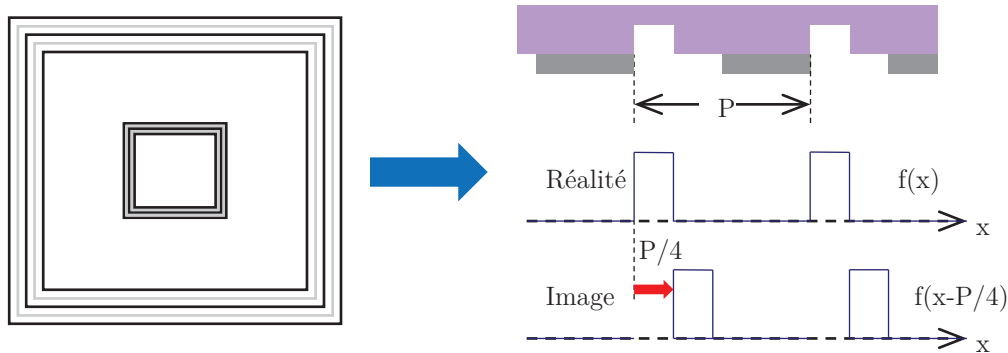 P
Réalité
f(x)
x
P/4
Image
f(x-P/4)
x